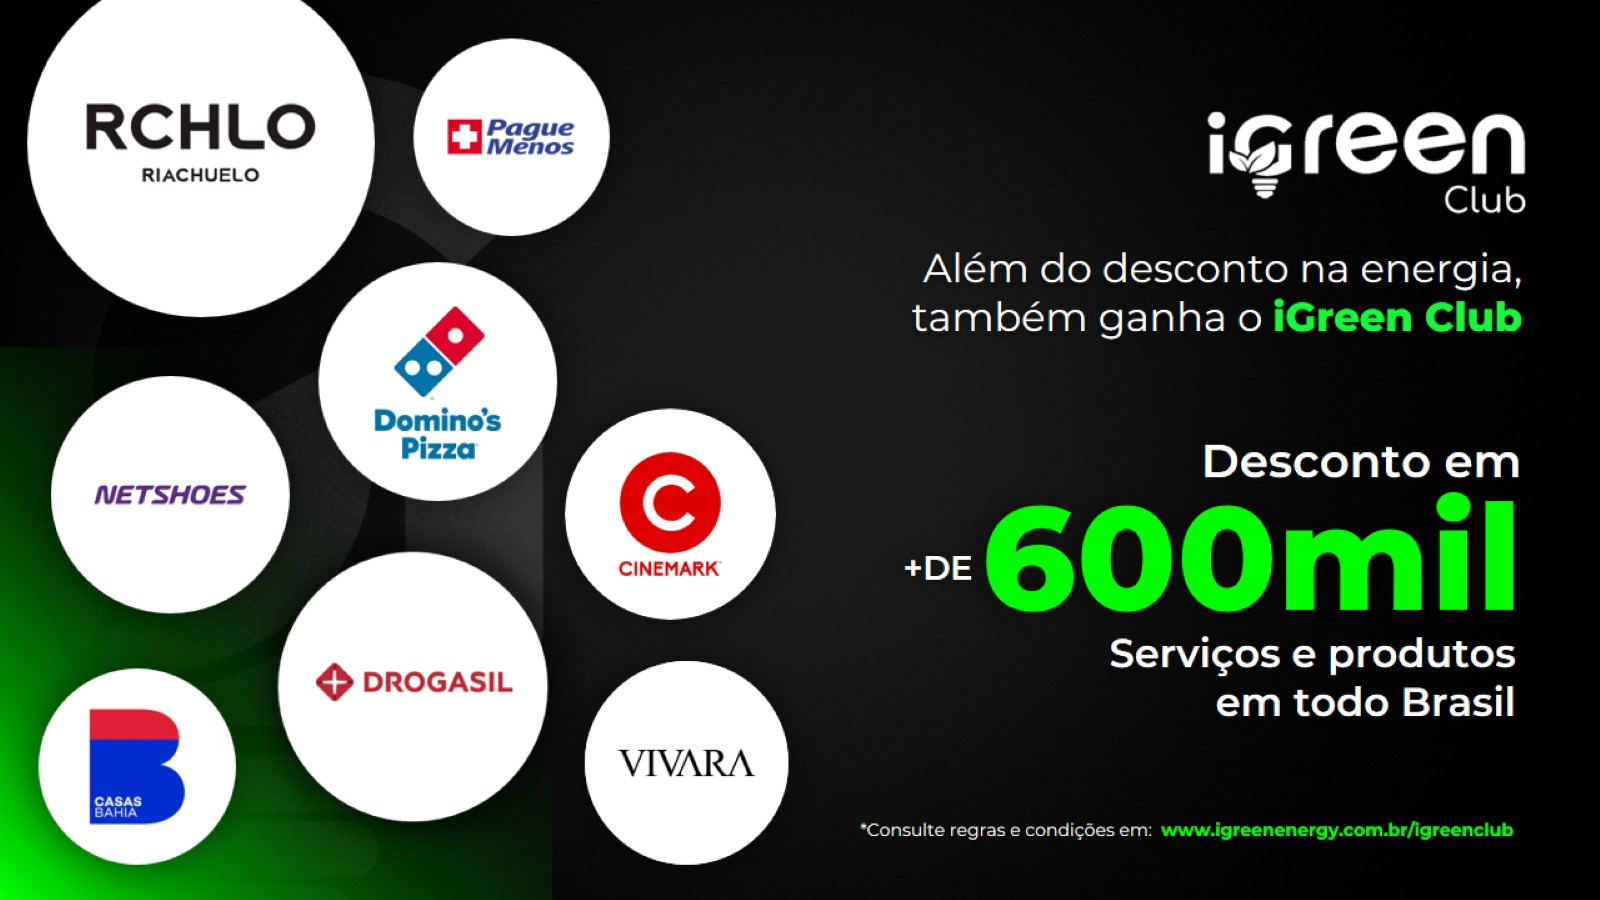 RCHLO
RIACHUELO
Pague
Menos
Domino's
Pizza
NETSHOES
CINEMARK
DROGASIL
CASAS
BAHIA
VIVARA
iGreen
Club
Além do desconto na energia,
também ganha o iGreen Club
Desconto em
+DE 600mil
Serviços e produtos
em todo Brasil
*Consulte regras e condições em: www.igreenenergy.com.br/igreenclub